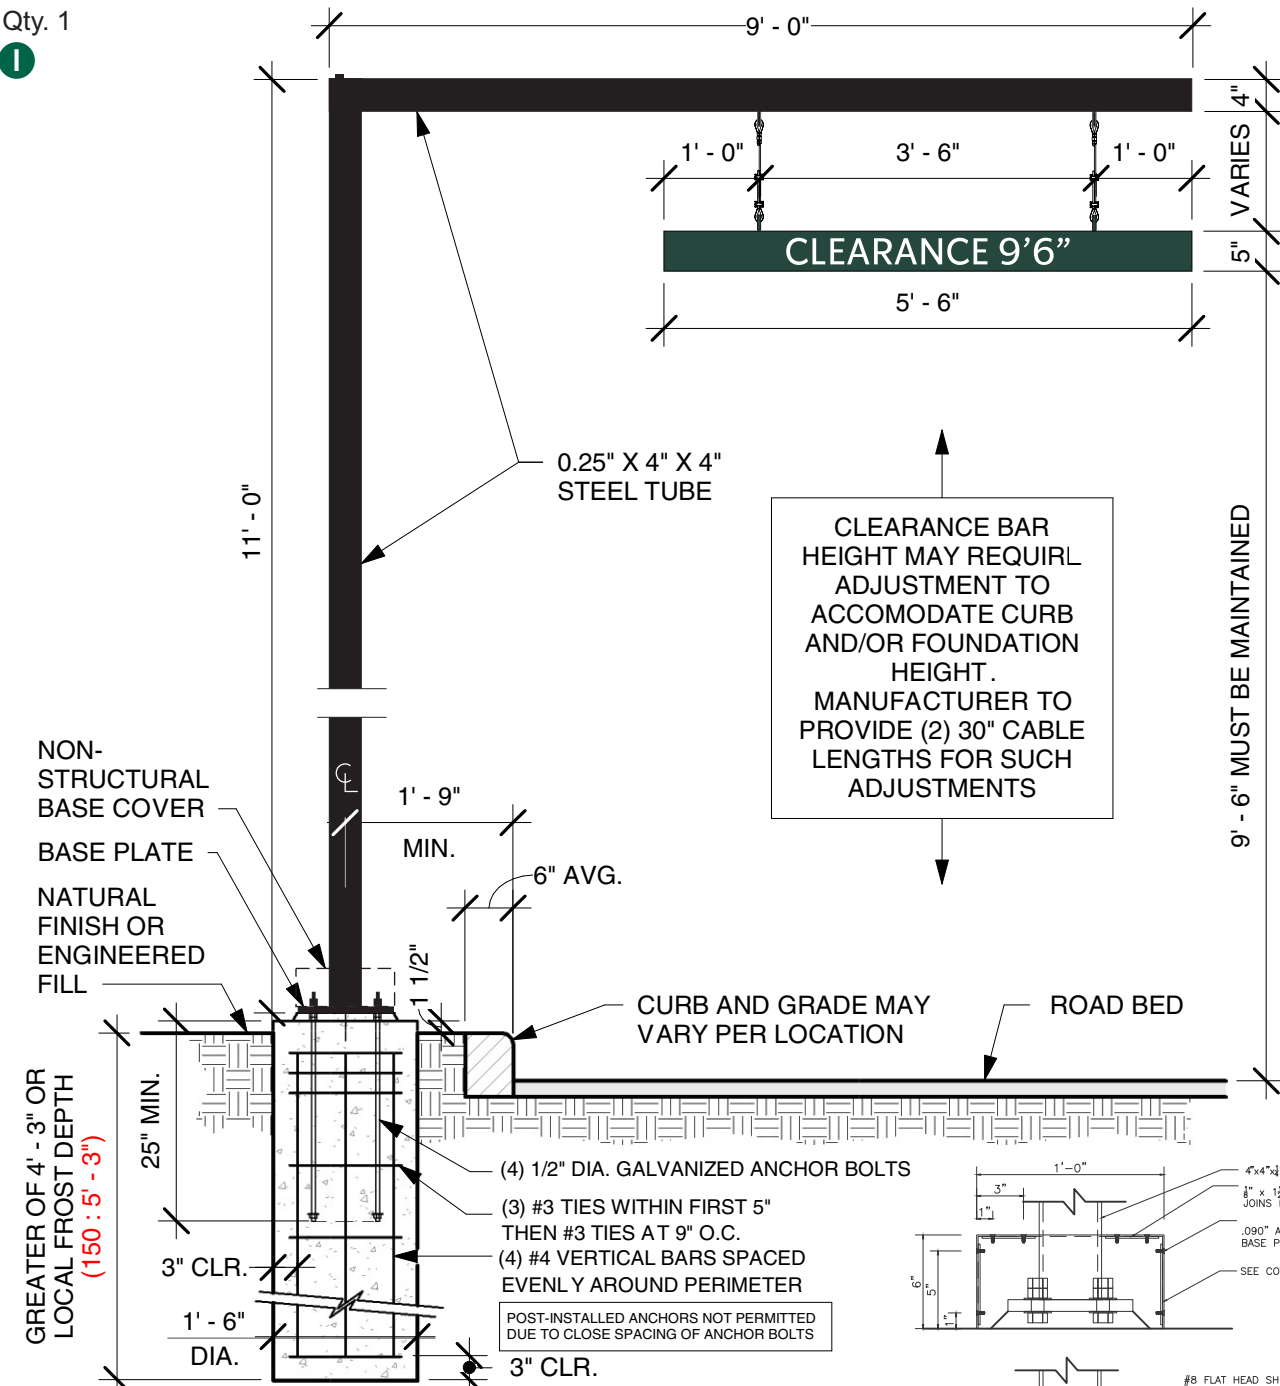 Qty. 1
I
9' - 0"
4"
VARIES
5"
1' - 0"
3' - 6"
1' - 0"
CLEARANCE 9’6”
5' - 6"
11' - 0"
0.25" X 4" X 4"
STEEL TUBE
CLEARANCE BAR
HEIGHT MAY REQUIRE
ADJUSTMENT TO
ACCOMODATE CURB
AND/OR FOUNDATION
HEIGHT.
MANUFACTURER TO
PROVIDE (2) 30" CABLE
LENGTHS FOR SUCH
ADJUSTMENTS
9' - 6" MUST BE MAINTAINED
NON-
STRUCTURAL
BASE COVER
BASE PLATE
NATURAL
FINISH OR
ENGINEERED
FILL
CL
1' - 9"
MIN.
6" AVG.
1 1/2"
CURB AND GRADE MAY
VARY PER LOCATION
ROAD BED
GREATER OF 4' - 3" OR
LOCAL FROST DEPTH
(150 : 5' - 3")
25" MIN.
(4) 1/2" DIA. GALVANIZED ANCHOR BOLTS
(3) #3 TIES WITHIN FIRST 5"
THEN #3 TIES AT 9" O.C.
(4) #4 VERTICAL BARS SPACED
EVENLY AROUND PERIMETER
POST-INSTALLED ANCHORS NOT PERMITTED
DUE TO CLOSE SPACING OF ANCHOR BOLTS
3" CLR.
1' - 6"
DIA.
3" CLR.
1'-0"
3"
1"
6"
5"
1"
JOINS
.090" A
BASE P
SEE CO
#8 FLAT HEAD SH